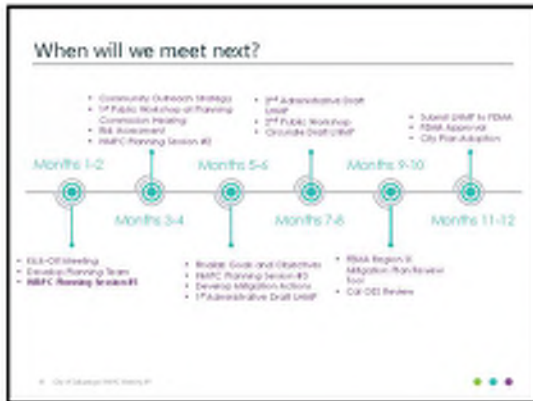 When will we meet next?
• Community Outreach Strategy
• 1st Public Workshop at Planning
Commission Hearing
• Risk Assessment
• HMPC Planning Session #2
• 2nd Administrative Draft
LHMP
• 2nd Public Workshop
• Circulate Draft LHMP
• Submit LHMP to FEMA
• FEMA Approval
• City Plan Adoption
Months 1-2
Months 5-6
Months 9-10
Months 3-4
Months 7-8
Months 11-12
• Kick-Off Meeting
• Develop Planning Team
• HMPC Planning Session #1
• Finalize Goals and Objectives
• HMPC Planning Session #3
• Develop Mitigation Actions
• 1st Administrative Draft LHMP
• FEMA Region IX
Mitigation Plan Review
Tool
• Cal OES Review
City of